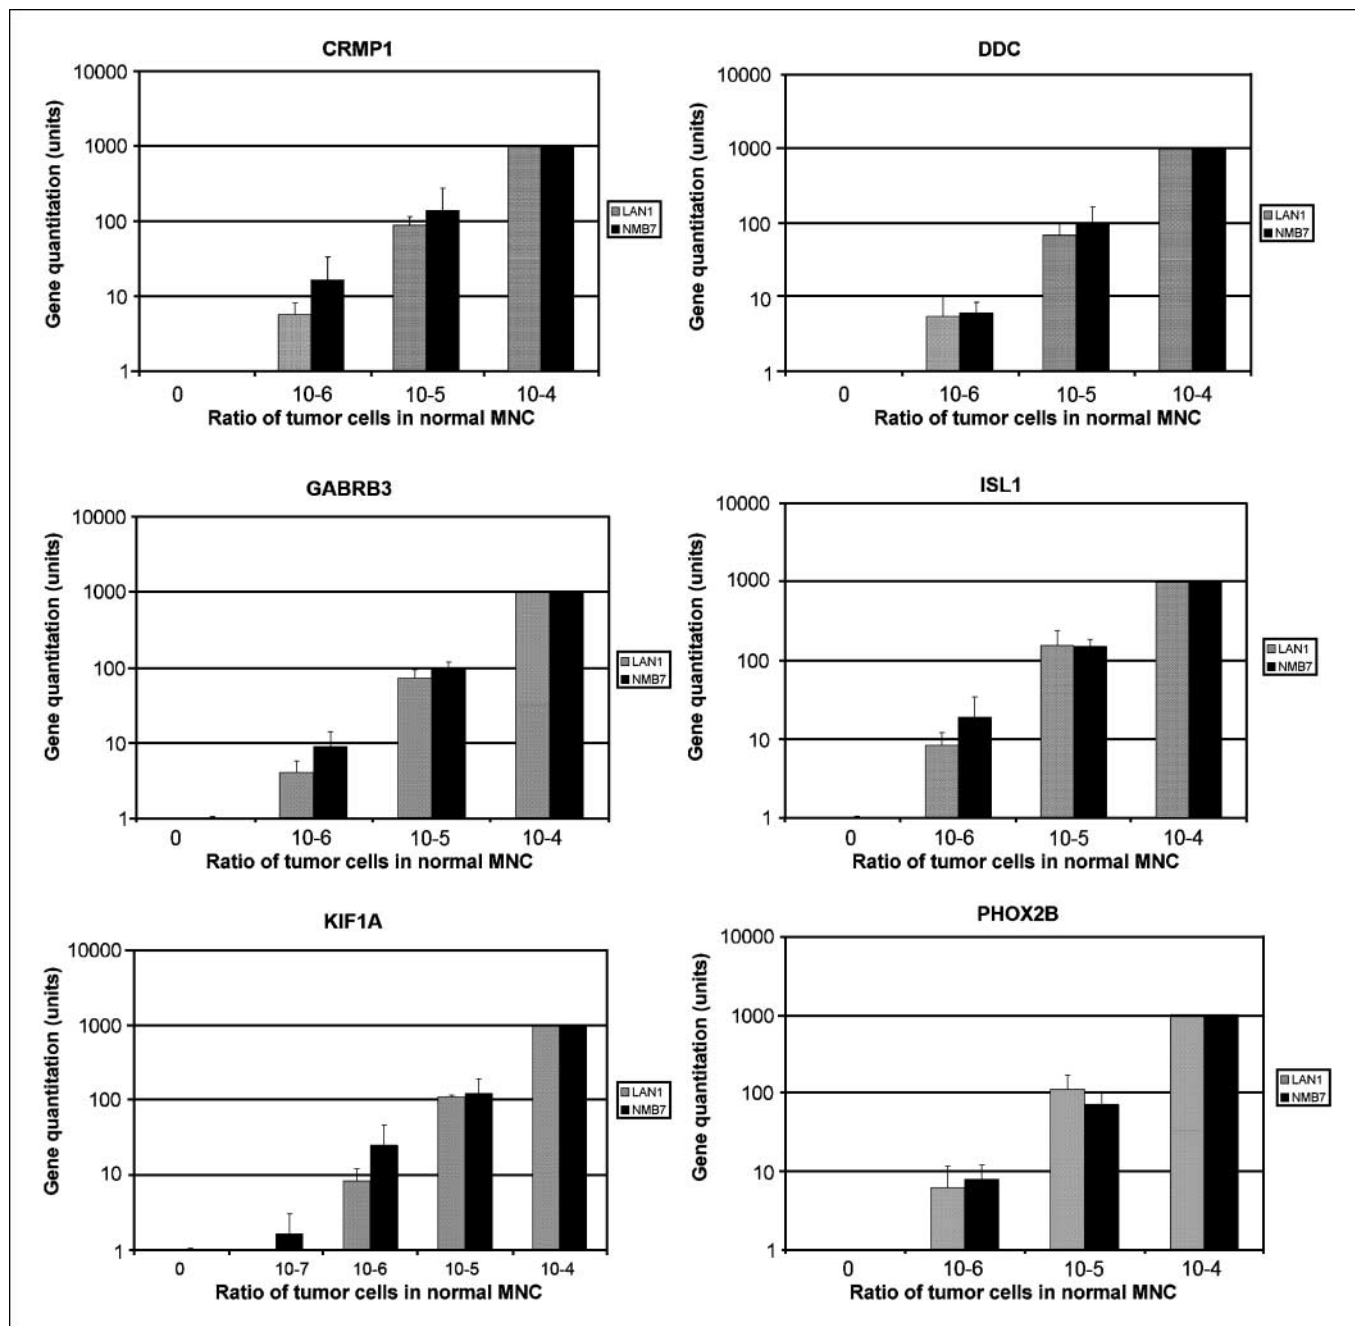 CRMP1
10000
1000
100
10
1
Gene quantitation (units)
0 10-6 10-5 10-4
Ratio of tumor cells in normal MNC
LAN1
NMB7
DDC
10000
1000
100
10
1
Gene quantitation (units)
0 10-6 10-5 10-4
Ratio of tumor cells in normal MNC
LAN1
NMB7
GABRB3
10000
1000
100
10
1
Gene quantitation (units)
0 10-6 10-5 10-4
Ratio of tumor cells in normal MNC
LAN1
NMB7
ISL1
10000
1000
100
10
1
Gene quantitation (units)
0 10-6 10-5 10-4
Ratio of tumor cells in normal MNC
LAN1
NMB7
KIF1A
10000
1000
100
10
1
Gene quantitation (units)
0 10-7 10-6 10-5 10-4
Ratio of tumor cells in normal MNC
LAN1
NMB7
PHOX2B
10000
1000
100
10
1
Gene quantitation (units)
0 10-6 10-5 10-4
Ratio of tumor cells in normal MNC
LAN1
NMB7